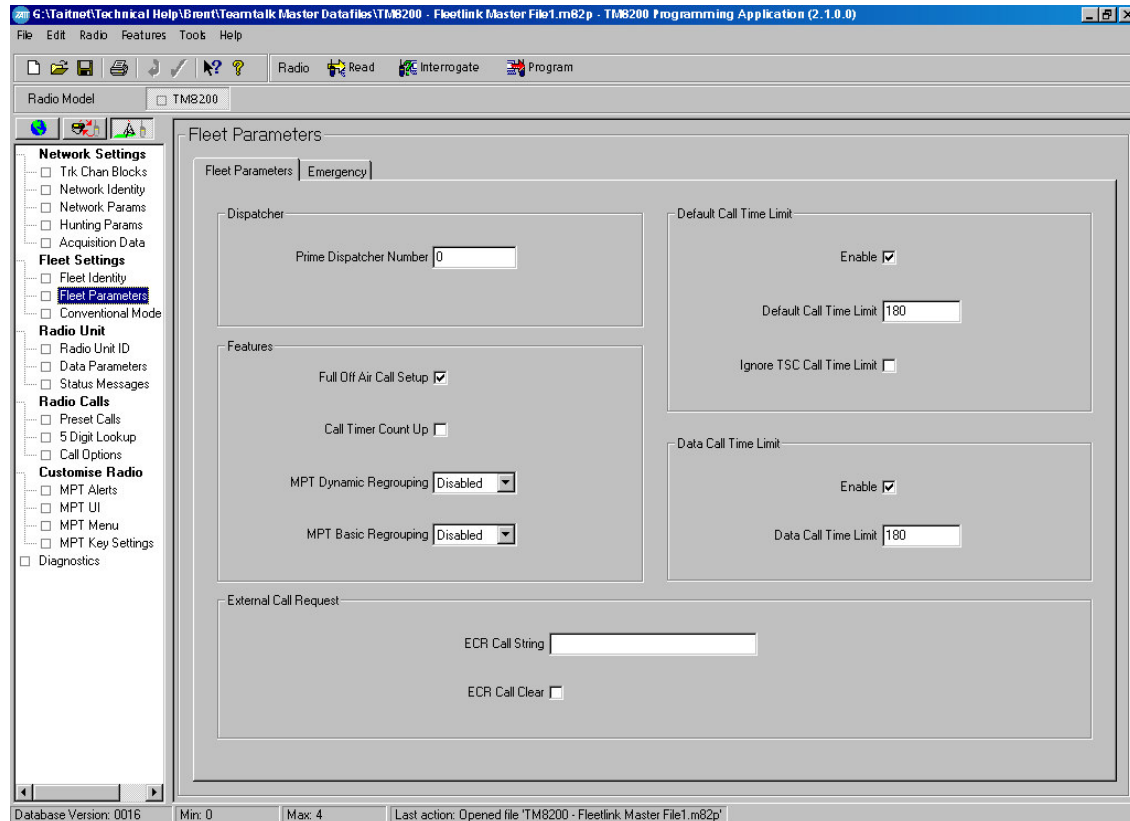 TAIT G:\Taitnet\Technical Help\Brent\Teamtalk Master Datafiles\TM8200 - Fleetlink Master File1.m82p - TM8200 Programming Application (2.1.0.0)
File Edit Radio Features Tools Help
Radio Read Interrogate Program
Radio Model TM8200
Network Settings
Trk Chan Blocks
Network Identity
Network Params
Hunting Params
Acquisition Data
Fleet Settings
Fleet Identity
Fleet Parameters
Conventional Mode
Radio Unit
Radio Unit ID
Data Parameters
Status Messages
Radio Calls
Preset Calls
5 Digit Lookup
Call Options
Customise Radio
MPT Alerts
MPT UI
MPT Menu
MPT Key Settings
Diagnostics
Fleet Parameters
Fleet Parameters Emergency
Dispatcher
Prime Dispatcher Number 0
Features
Full Off Air Call Setup
Call Timer Count Up
MPT Dynamic Regrouping Disabled
MPT Basic Regrouping Disabled
Default Call Time Limit
Enable
Default Call Time Limit 180
Ignore TSC Call Time Limit
Data Call Time Limit
Enable
Data Call Time Limit 180
External Call Request
ECR Call String
ECR Call Clear
Database Version: 0016 Min: 0 Max: 4 Last action: Opened file 'TM8200 - Fleetlink Master File1.m82p'